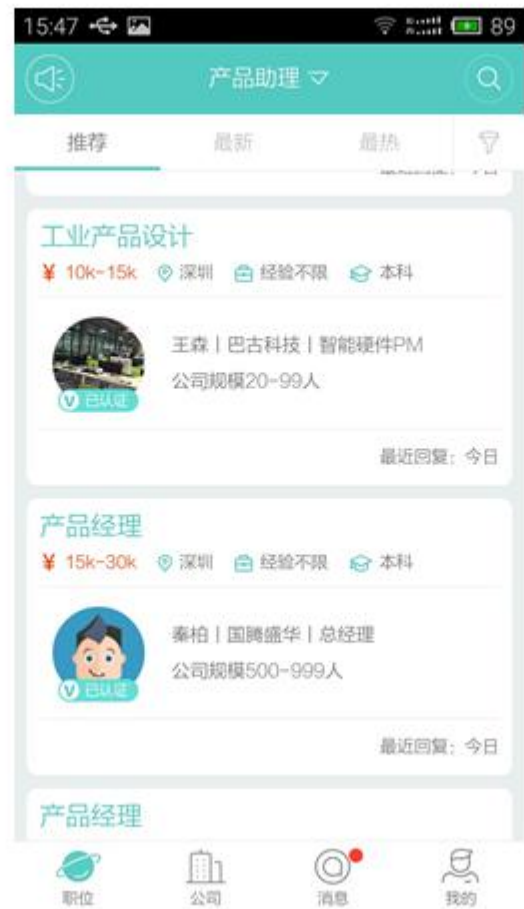 15:47 89
产品助理
推荐 最新 最热
工业产品设计
¥ 10k-15k 深圳 经验不限 本科
王森 | 巴古科技 | 智能硬件PM
公司规模20-99人
V 已认证
最近回复：今日
产品经理
¥ 15k-30k 深圳 经验不限 本科
秦柏 | 国腾盛华 | 总经理
公司规模500-999人
V 已认证
最近回复：今日
产品经理
职位 公司 消息 我的